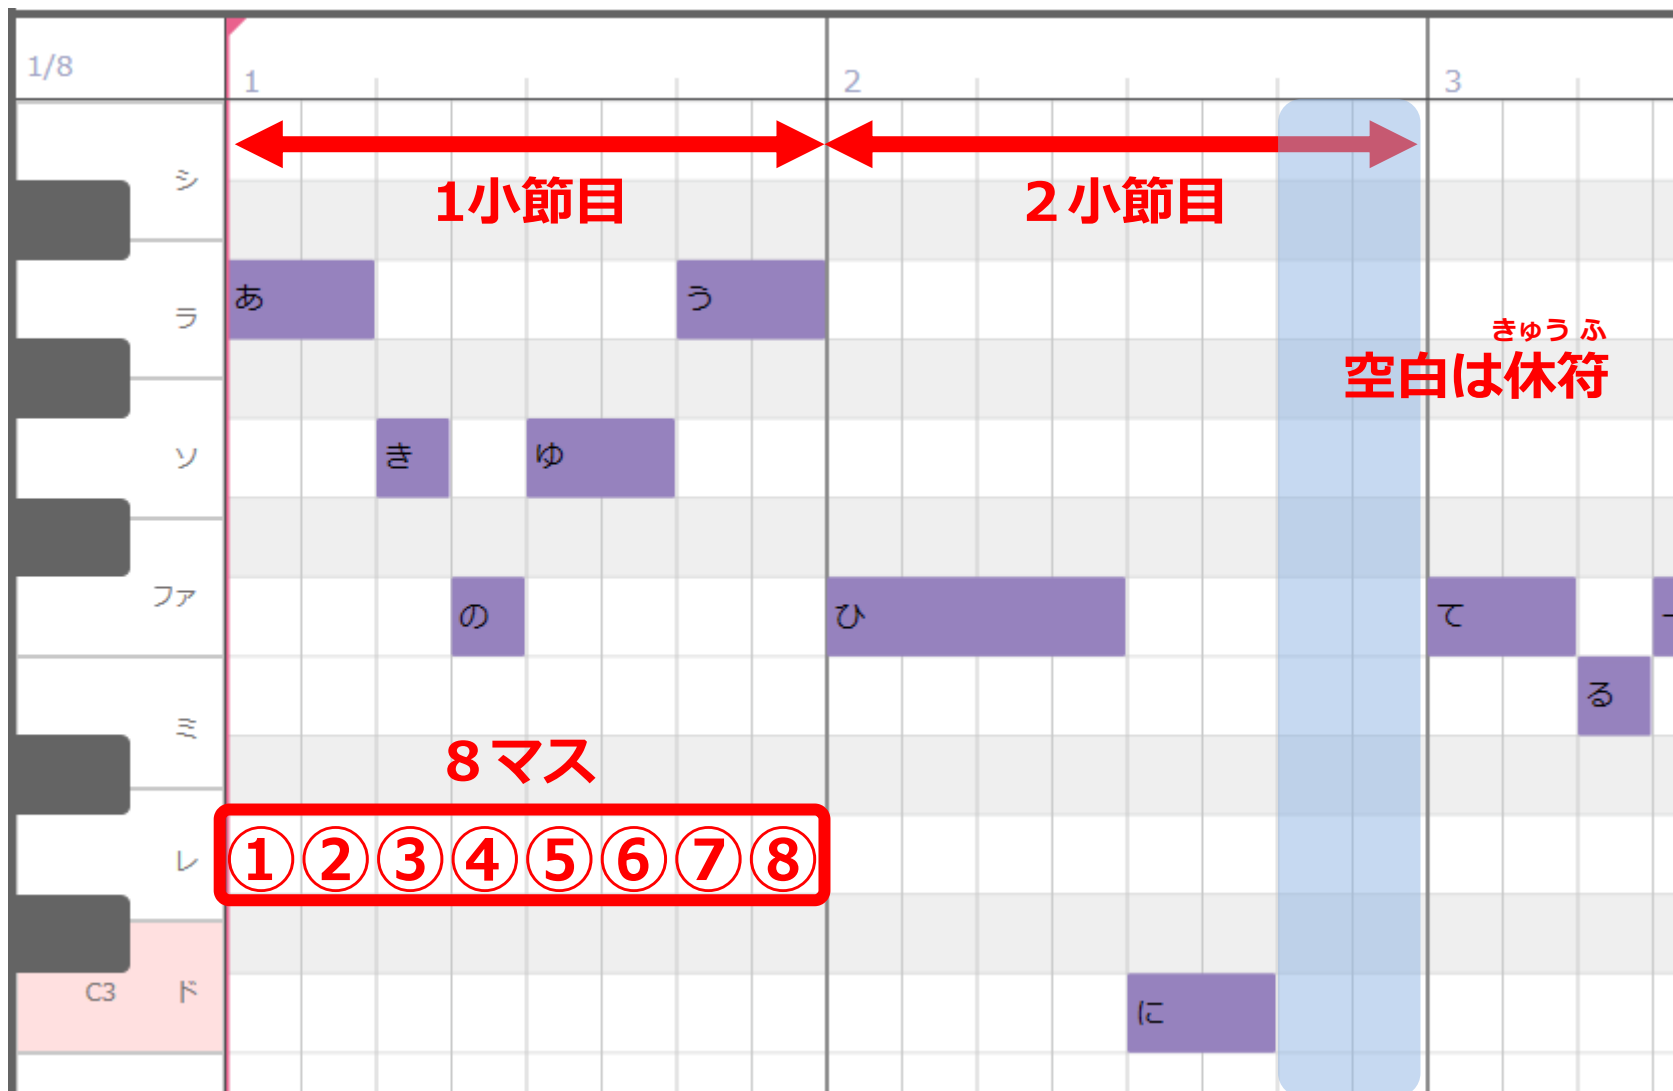 1/8
1
2
3
1小節目
２小節目
シ
ラ
あ
う
きゅう ふ
空白は休符
ソ
き
ゆ
ファ
の
ひ
て
ミ
る
８マス
レ
①②③④⑤⑥⑦⑧
C3
ド
に